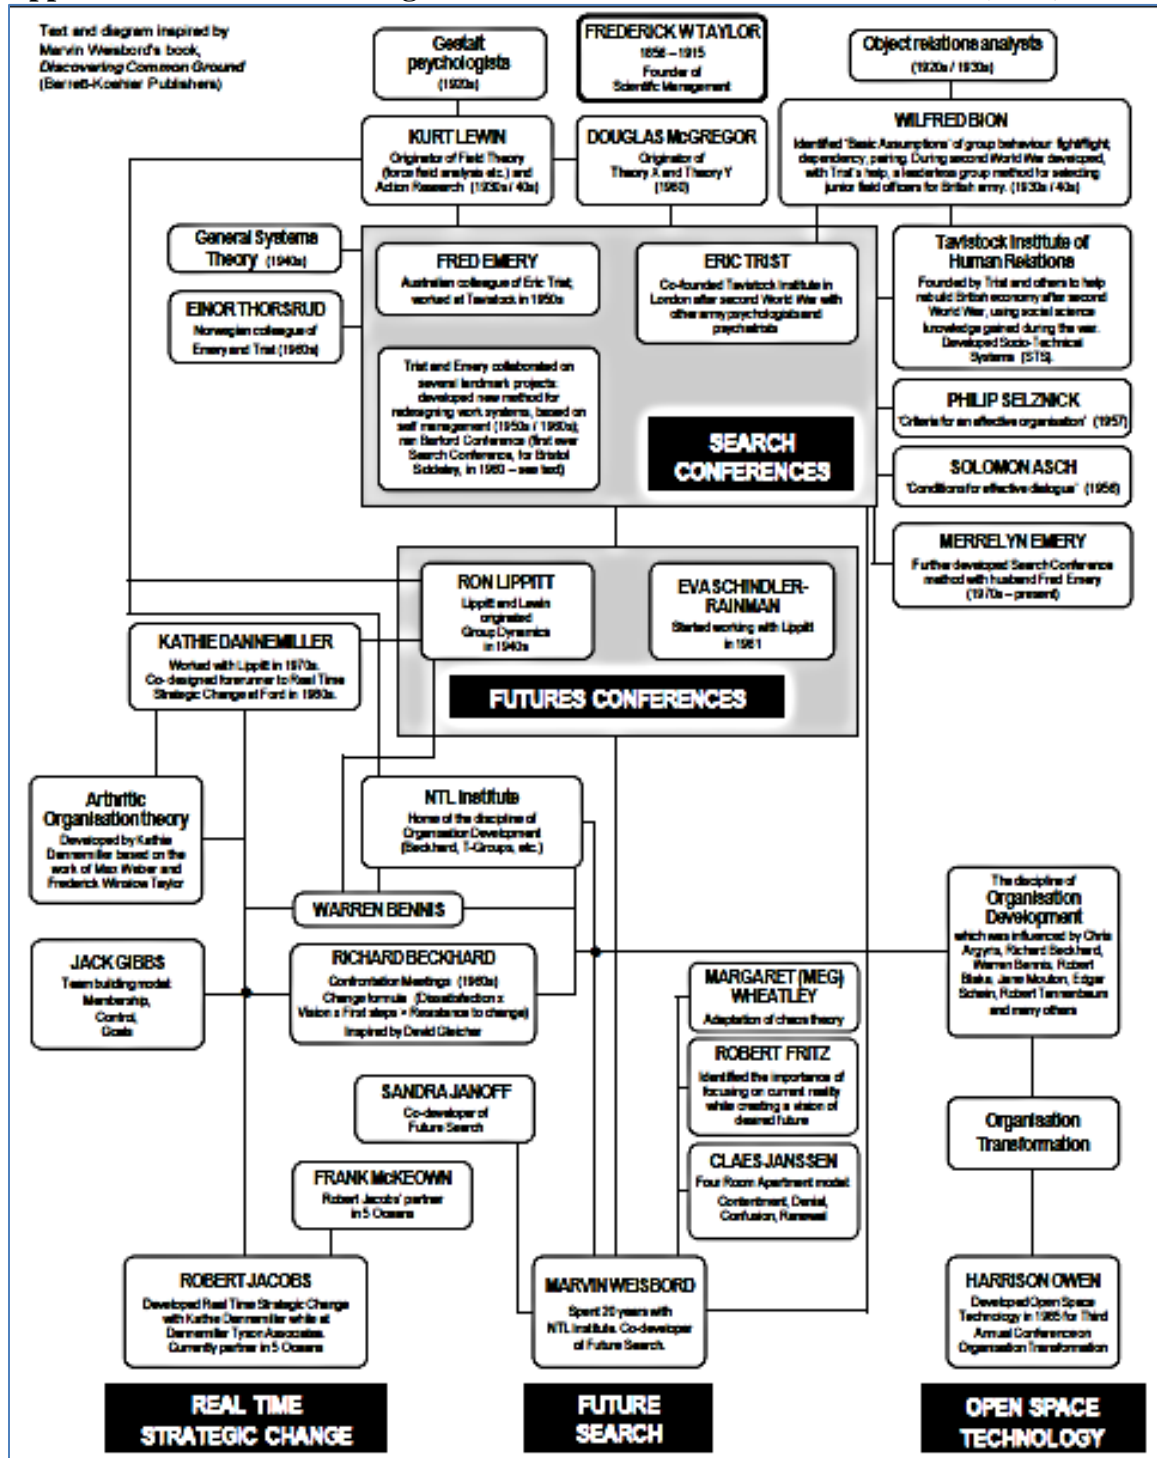 Text and diagram inspired by
Marvin Weisbord's book,
Discovering Common Ground
(Berrett-Koehler Publishers)
Gestalt
psychologists
(1920s)
FREDERICK W TAYLOR
1856 – 1915
Founder of
Scientific Management
Object relations analysts
(1920s / 1930s)
KURT LEWIN
Originator of Field Theory
(force field analysis etc.) and
Action Research (1930s / 40s)
DOUGLAS McGREGOR
Originator of
Theory X and Theory Y
(1960)
WILFRED BION
Identified 'Basic Assumptions' of group behaviour: fight/flight,
dependency, pairing. During second World War developed,
with Trist's help, a leaderless group method for selecting
junior field officers for British army. (1930s / 40s)
General Systems
Theory (1940s)
FRED EMERY
Australian colleague of Eric Trist,
worked at Tavistock in 1950s
ERIC TRIST
Co-founded Tavistock Institute in
London after second World War with
other army psychologists and
psychiatrists
Tavistock Institute of
Human Relations
Founded by Trist and others to help
rebuild British economy after second
World War, using social science
knowledge gained during the war.
Developed Socio-Technical
Systems (STS).
EINOR THORSRUD
Norwegian colleague of
Emery and Trist (1960s)
Trist and Emery collaborated on
several landmark projects:
developed new method for
redesigning work systems, based on
self management (1950s / 1960s);
ran Barford Conference (first ever
Search Conference, for Bristol
Siddeley, in 1960 – see text)
SEARCH
CONFERENCES
PHILIP SELZNICK
'Criteria for an effective organisation' (1957)
SOLOMON ASCH
'Conditions for effective dialogue' (1956)
MERRELYN EMERY
Further developed Search Conference
method with husband Fred Emery
(1970s – present)
RON LIPPITT
Lippitt and Lewin
originated
Group Dynamics
in 1940s
EVA SCHINDLER-
RAINMAN
Started working with Lippitt
in 1961
FUTURES CONFERENCES
KATHIE DANNEMILLER
Worked with Lippitt in 1970s.
Co-designed forerunner to Real Time
Strategic Change at Ford in 1980s.
Arthritic
Organisation theory
Developed by Kathie
Dannemiller based on the
work of Max Weber and
Frederick Winslow Taylor
NTL Institute
Home of the discipline of
Organisation Development
(Beckhard, T-Groups, etc.)
WARREN BENNIS
The discipline of
Organisation
Development
which was influenced by Chris
Argyris, Richard Beckhard,
Warren Bennis, Robert
Blake, Jane Mouton, Edgar
Schein, Robert Tannenbaum
and many others
JACK GIBBS
Team building model:
Membership,
Control,
Goals
RICHARD BECKHARD
Confrontation Meetings (1960s)
Change formula (Dissatisfaction x
Vision x First steps > Resistance to change)
Inspired by David Gleicher
MARGARET (MEG)
WHEATLEY
Adaptation of chaos theory
ROBERT FRITZ
Identified the importance of
focusing on current reality
while creating a vision of
desired future
SANDRA JANOFF
Co-developer of
Future Search
Organisation
Transformation
CLAES JANSSEN
Four Room Apartment model:
Contentment, Denial,
Confusion, Renewal
FRANK McKEOWN
Robert Jacobs' partner
in 5 Oceans
ROBERT JACOBS
Developed Real Time Strategic Change
with Kathie Dannemiller while at
Dannemiller Tyson Associates.
Currently partner in 5 Oceans
MARVIN WEISBORD
Spent 20 years with
NTL Institute. Co-developer
of Future Search.
HARRISON OWEN
Developed Open Space
Technology in 1985 for Third
Annual Conference on
Organisation Transformation
REAL TIME
STRATEGIC CHANGE
FUTURE
SEARCH
OPEN SPACE
TECHNOLOGY